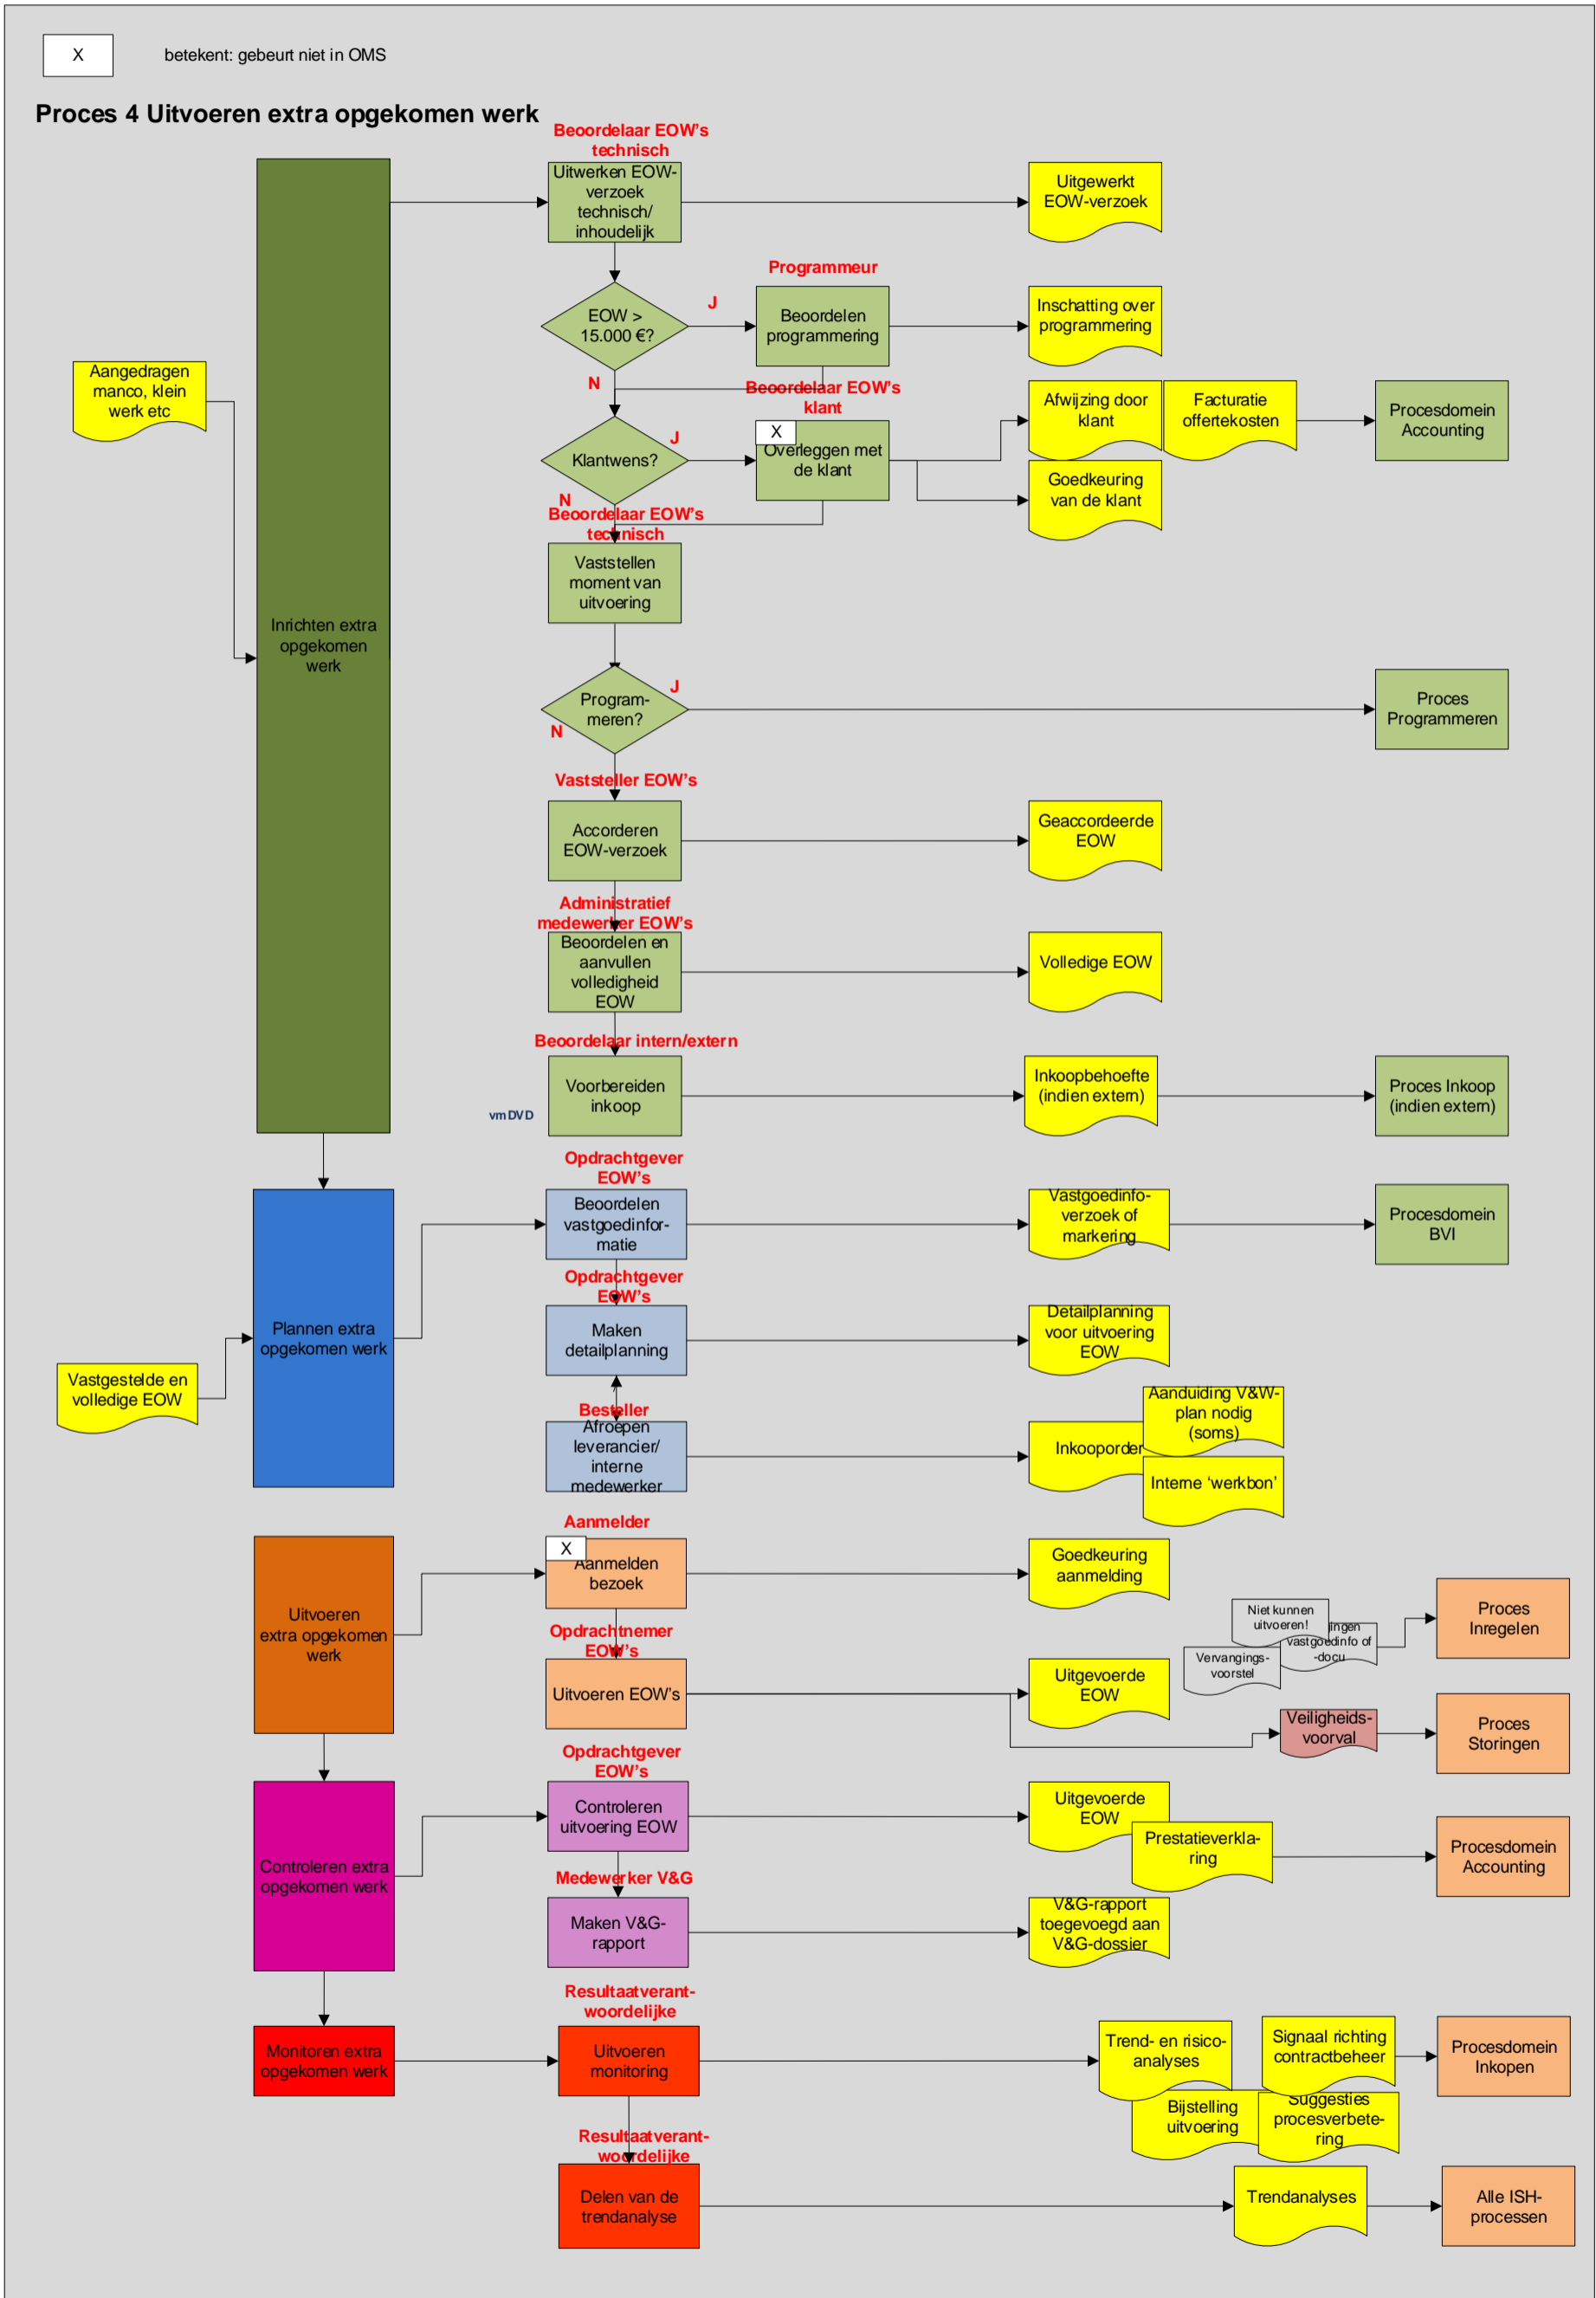 X
betekent: gebeurt niet in OMS
Proces 4 Uitvoeren extra opgekomen werk
Beoordelaar EOW’s
technisch
Uitwerken EOW-
verzoek
technisch/
inhoudelijk
Uitgewerkt
EOW-verzoek
EOW >
15.000 €?
J
N
Programmeur
Beoordelen
programmering
Inschatting over
programmering
Aangedragen
manco, klein
werk etc
Inrichten extra
opgekomen
werk
Klantwens?
J
N
Beoordelaar EOW’s
klant
X
Overleggen met
de klant
Afwijzing door
klant
Facturatie
offertekosten
Procesdomein
Accounting
Goedkeuring
van de klant
Beoordelaar EOW’s
technisch
Vaststellen
moment van
uitvoering
Program-
meren?
J
N
Proces
Programmeren
Vaststeller EOW’s
Accorderen
EOW-verzoek
Geaccordeerde
EOW
Administratief
medewerker EOW’s
Beoordelen en
aanvullen
volledigheid
EOW
Volledige EOW
Beoordelaar intern/extern
Voorbereiden
inkoop
vm DVD
Inkoopbehoefte
(indien extern)
Proces Inkoop
(indien extern)
Opdrachtgever
EOW’s
Beoordelen
vastgoedinfor-
matie
Vastgoedinfo-
verzoek of
markering
Procesdomein
BVI
Plannen extra
opgekomen werk
Vastgestelde en
volledige EOW
Opdrachtgever
EOW’s
Maken
detailplanning
Detailplanning
voor uitvoering
EOW
Besteller
Afroepen
leverancier/
interne
medewerker
Inkooporder
Aanduiding V&W-
plan nodig
(soms)
Interne ‘werkbon’
Uitvoeren
extra opgekomen
werk
Aanmelder
X
Aanmelden
bezoek
Goedkeuring
aanmelding
Opdrachtnemer
EOW’s
Uitvoeren EOW’s
Uitgevoerde
EOW
Niet kunnen
uitvoeren!
vastgoedinfo of
-docu
Vervangings-
voorstel
Proces
Inregelen
Veiligheids-
voorval
Proces
Storingen
Controleren extra
opgekomen werk
Opdrachtgever
EOW’s
Controleren
uitvoering EOW
Uitgevoerde
EOW
Prestatieverkla-
ring
Procesdomein
Accounting
Medewerker V&G
Maken V&G-
rapport
V&G-rapport
toegevoegd aan
V&G-dossier
Monitoren extra
opgekomen werk
Resultaatverant-
woordelijke
Uitvoeren
monitoring
Trend- en risico-
analyses
Signaal richting
contractbeheer
Procesdomein
Inkopen
Bijstelling
uitvoering
Suggesties
procesverbete-
ring
Resultaatverant-
woordelijke
Delen van de
trendanalyse
Trendanalyses
Alle ISH-
processen